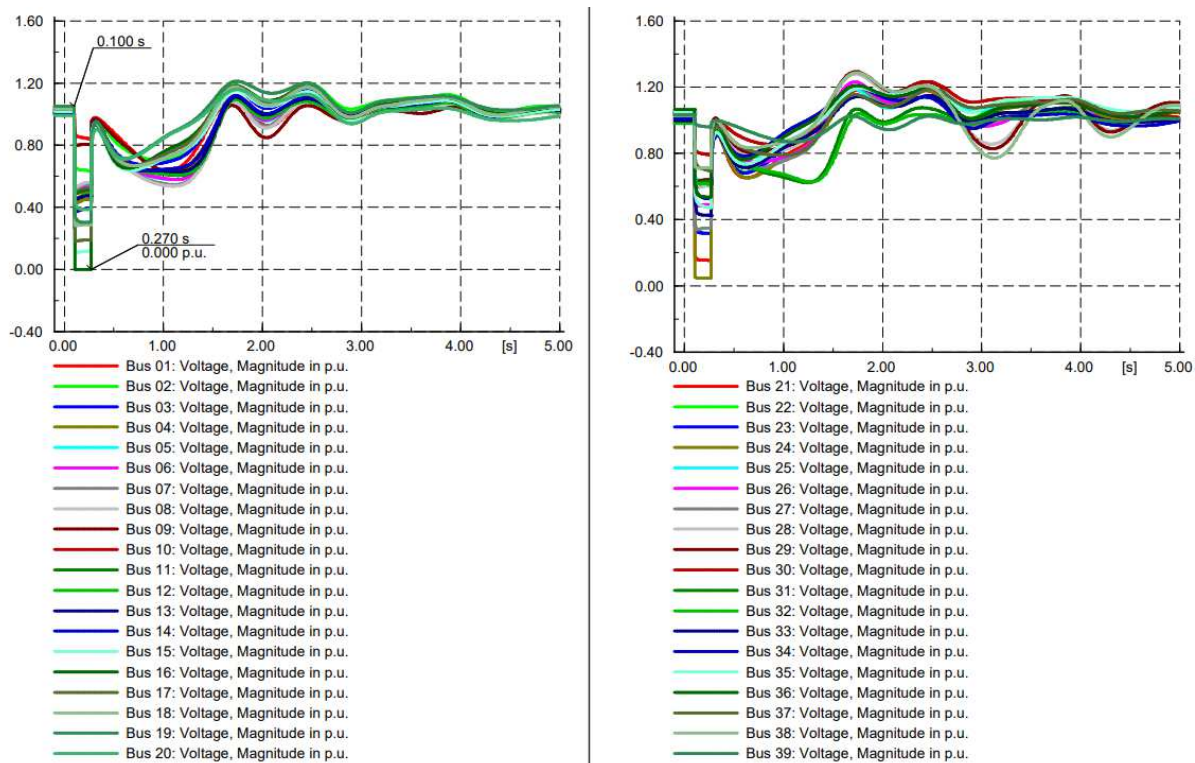 1.60
1.20
0.80
0.40
0.00
-0.40
0.100 s
0.270 s
0.000 p.u.
0.00
1.00
2.00
3.00
4.00
[s]
5.00
Bus 01: Voltage, Magnitude in p.u.
Bus 02: Voltage, Magnitude in p.u.
Bus 03: Voltage, Magnitude in p.u.
Bus 04: Voltage, Magnitude in p.u.
Bus 05: Voltage, Magnitude in p.u.
Bus 06: Voltage, Magnitude in p.u.
Bus 07: Voltage, Magnitude in p.u.
Bus 08: Voltage, Magnitude in p.u.
Bus 09: Voltage, Magnitude in p.u.
Bus 10: Voltage, Magnitude in p.u.
Bus 11: Voltage, Magnitude in p.u.
Bus 12: Voltage, Magnitude in p.u.
Bus 13: Voltage, Magnitude in p.u.
Bus 14: Voltage, Magnitude in p.u.
Bus 15: Voltage, Magnitude in p.u.
Bus 16: Voltage, Magnitude in p.u.
Bus 17: Voltage, Magnitude in p.u.
Bus 18: Voltage, Magnitude in p.u.
Bus 19: Voltage, Magnitude in p.u.
Bus 20: Voltage, Magnitude in p.u.
1.60
1.20
0.80
0.40
0.00
-0.40
0.00
1.00
2.00
3.00
4.00
[s]
5.00
Bus 21: Voltage, Magnitude in p.u.
Bus 22: Voltage, Magnitude in p.u.
Bus 23: Voltage, Magnitude in p.u.
Bus 24: Voltage, Magnitude in p.u.
Bus 25: Voltage, Magnitude in p.u.
Bus 26: Voltage, Magnitude in p.u.
Bus 27: Voltage, Magnitude in p.u.
Bus 28: Voltage, Magnitude in p.u.
Bus 29: Voltage, Magnitude in p.u.
Bus 30: Voltage, Magnitude in p.u.
Bus 31: Voltage, Magnitude in p.u.
Bus 32: Voltage, Magnitude in p.u.
Bus 33: Voltage, Magnitude in p.u.
Bus 34: Voltage, Magnitude in p.u.
Bus 35: Voltage, Magnitude in p.u.
Bus 36: Voltage, Magnitude in p.u.
Bus 37: Voltage, Magnitude in p.u.
Bus 38: Voltage, Magnitude in p.u.
Bus 39: Voltage, Magnitude in p.u.